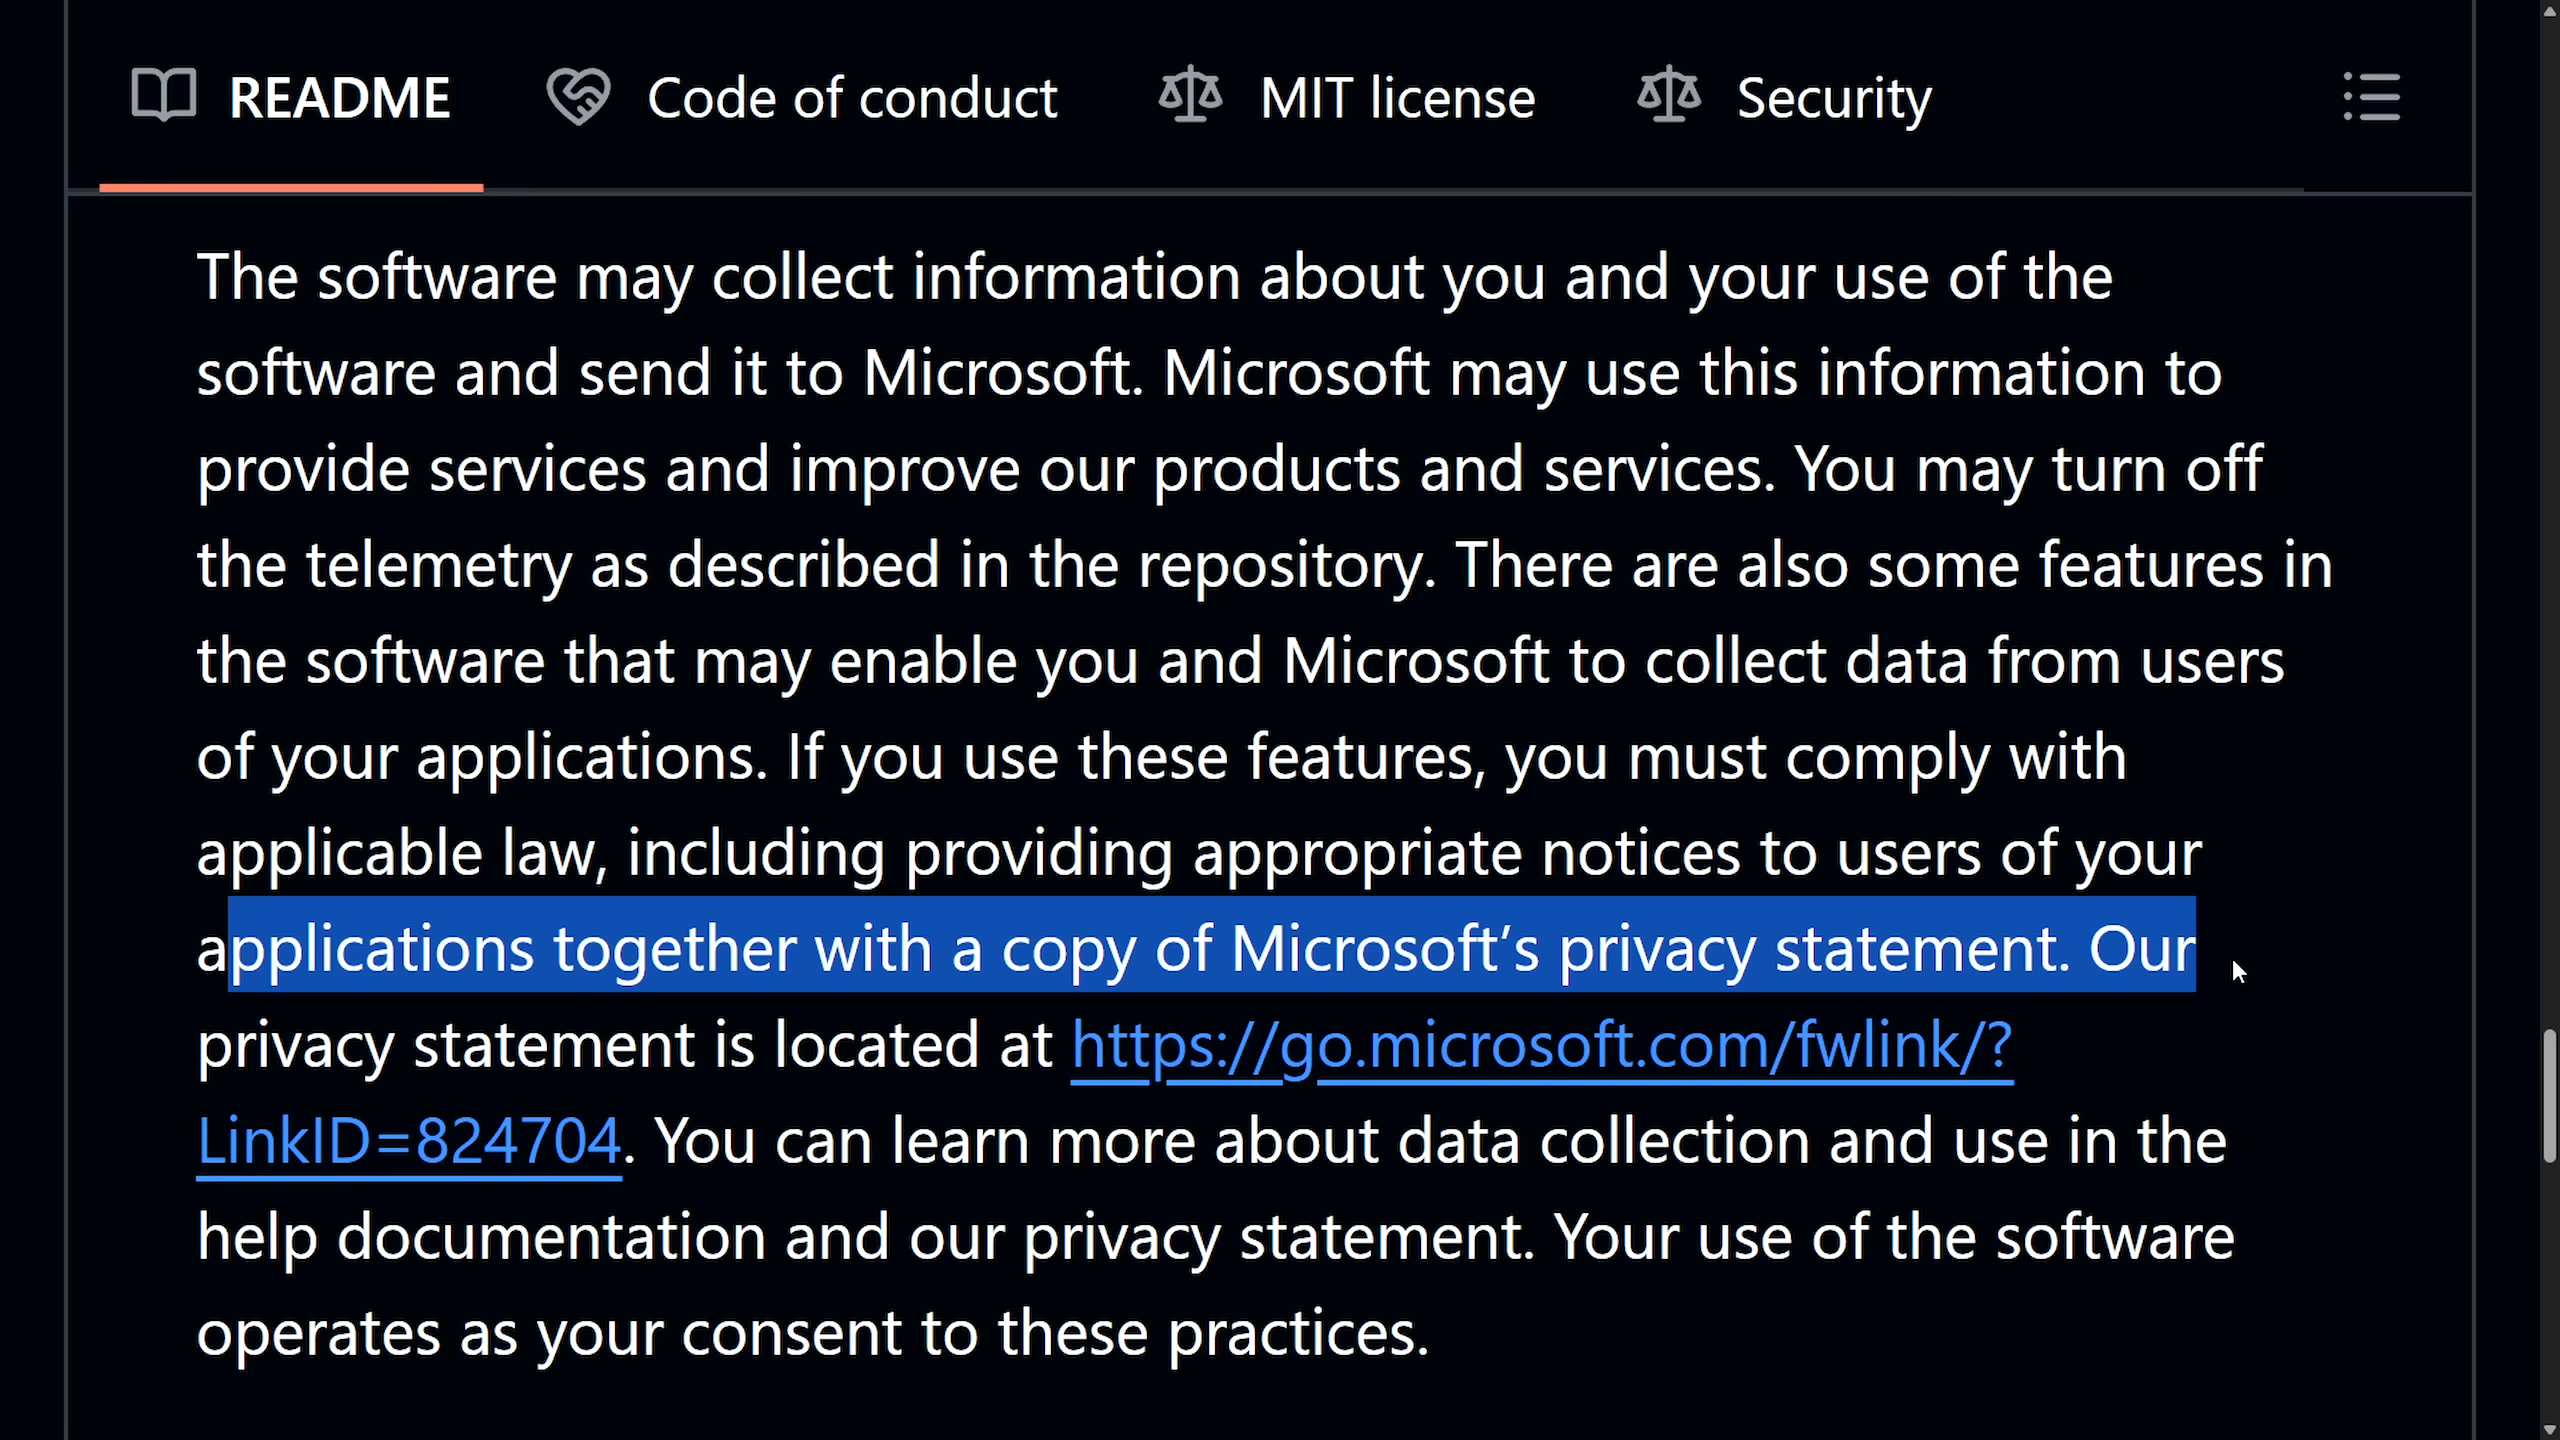 README Code of conduct MIT license Security
The software may collect information about you and your use of the
software and send it to Microsoft. Microsoft may use this information to
provide services and improve our products and services. You may turn off
the telemetry as described in the repository. There are also some features in
the software that may enable you and Microsoft to collect data from users
of your applications. If you use these features, you must comply with
applicable law, including providing appropriate notices to users of your
applications together with a copy of Microsoft’s privacy statement. Our
privacy statement is located at https://go.microsoft.com/fwlink/?
LinkID=824704. You can learn more about data collection and use in the
help documentation and our privacy statement. Your use of the software
operates as your consent to these practices.